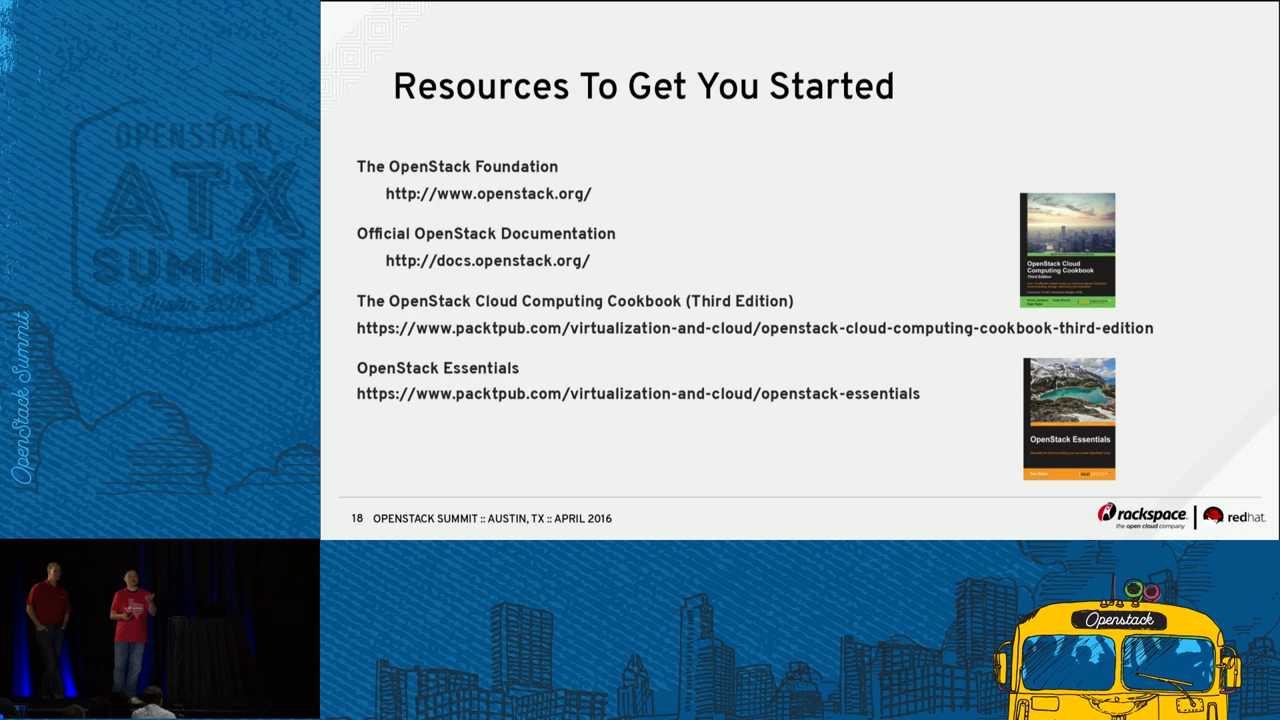 OPENSTACK
ATX
SUMMIT
OpenStack Summit
Resources To Get You Started
The OpenStack Foundation
http://www.openstack.org/
Official OpenStack Documentation
http://docs.openstack.org/
The OpenStack Cloud Computing Cookbook (Third Edition)
https://www.packtpub.com/virtualization-and-cloud/openstack-cloud-computing-cookbook-third-edition
OpenStack Essentials
https://www.packtpub.com/virtualization-and-cloud/openstack-essentials
OpenStack Cloud
Computing Cookbook
Third Edition
OpenStack Essentials
18 OPENSTACK SUMMIT :: AUSTIN, TX :: APRIL 2016
rackspace.
the open cloud company
redhat.
Openstack